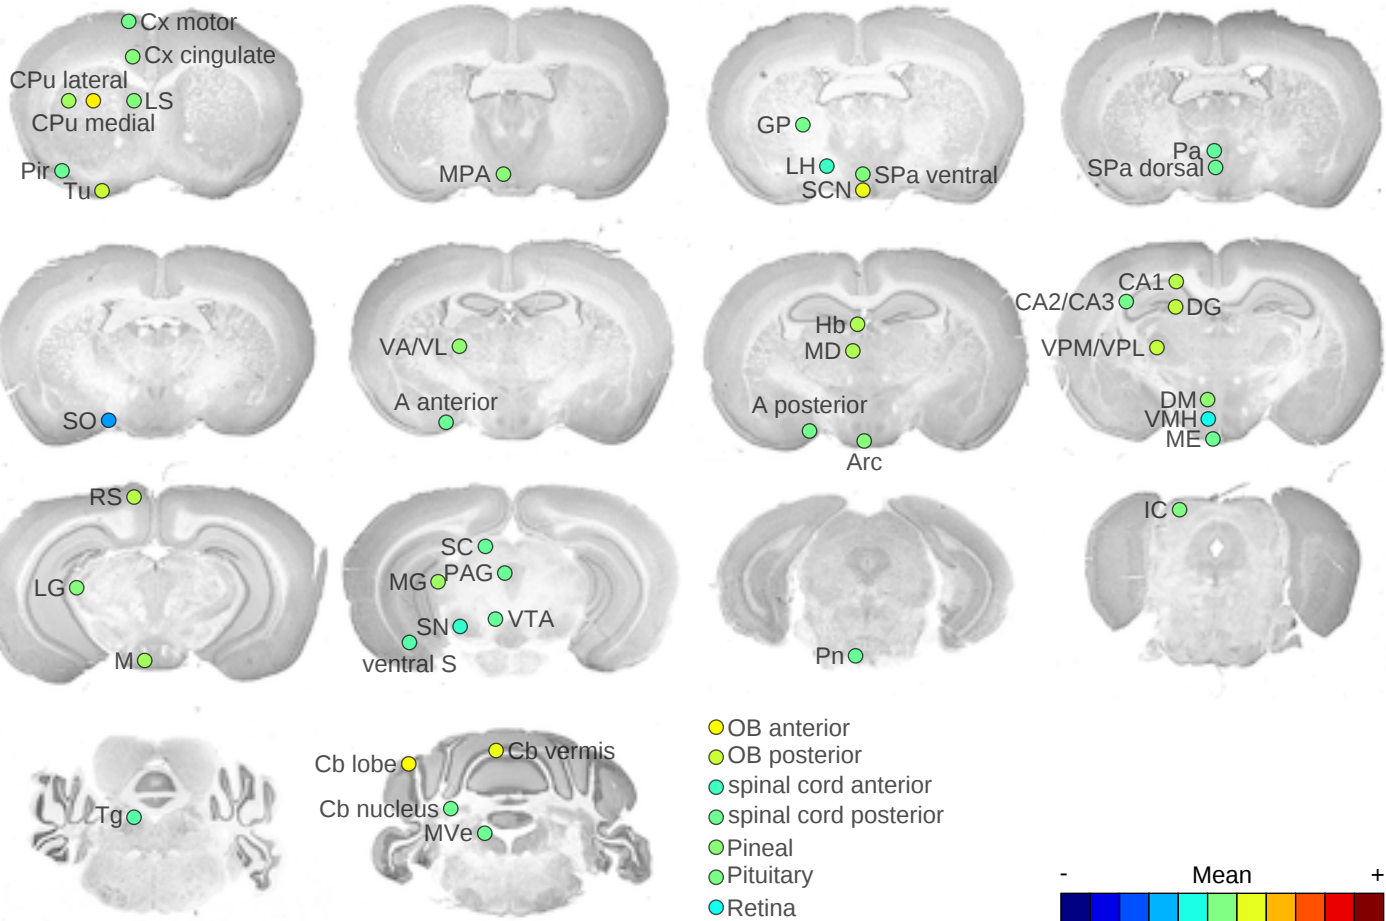 Cx motor
Cx cingulate
CPu lateral
LS
CPu medial
Pir
Tu
MPA
GP
LH
SPa ventral
SCN
Pa
SPa dorsal
SO
VA/VL
A anterior
Hb
MD
A posterior
Arc
CA1
CA2/CA3
DG
VPM/VPL
DM
VMH
ME
RS
LG
M
SC
MG PAG
SN VTA
ventral S
Pn
IC
Tg
Cb lobe
Cb vermis
Cb nucleus
MVe
OB anterior
OB posterior
spinal cord anterior
spinal cord posterior
Pineal
Pituitary
Retina
- Mean +